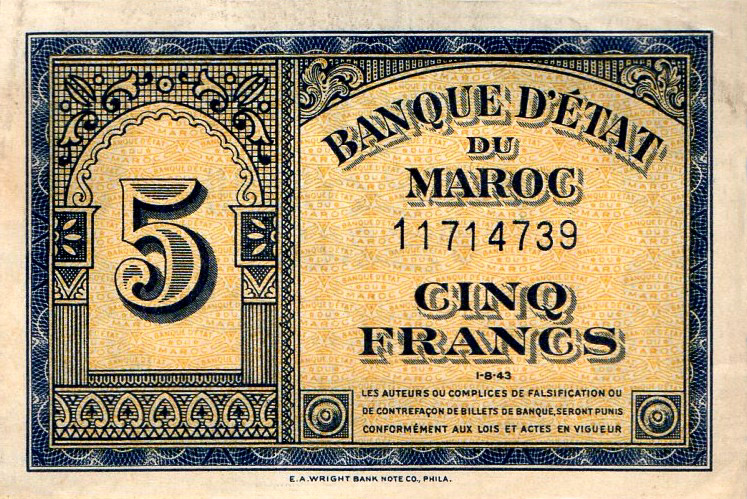 BANQUE D'ÉTAT
DU
MAROC
11714739
5
CINQ
FRANCS
1-8-43
LES AUTEURS OU COMPLICES DE FALSIFICATION OU
DE CONTREFAÇON DE BILLETS DE BANQUE, SERONT PUNIS
CONFORMÉMENT AUX LOIS ET ACTES EN VIGUEUR
E.A.WRIGHT BANK NOTE CO., PHILA.